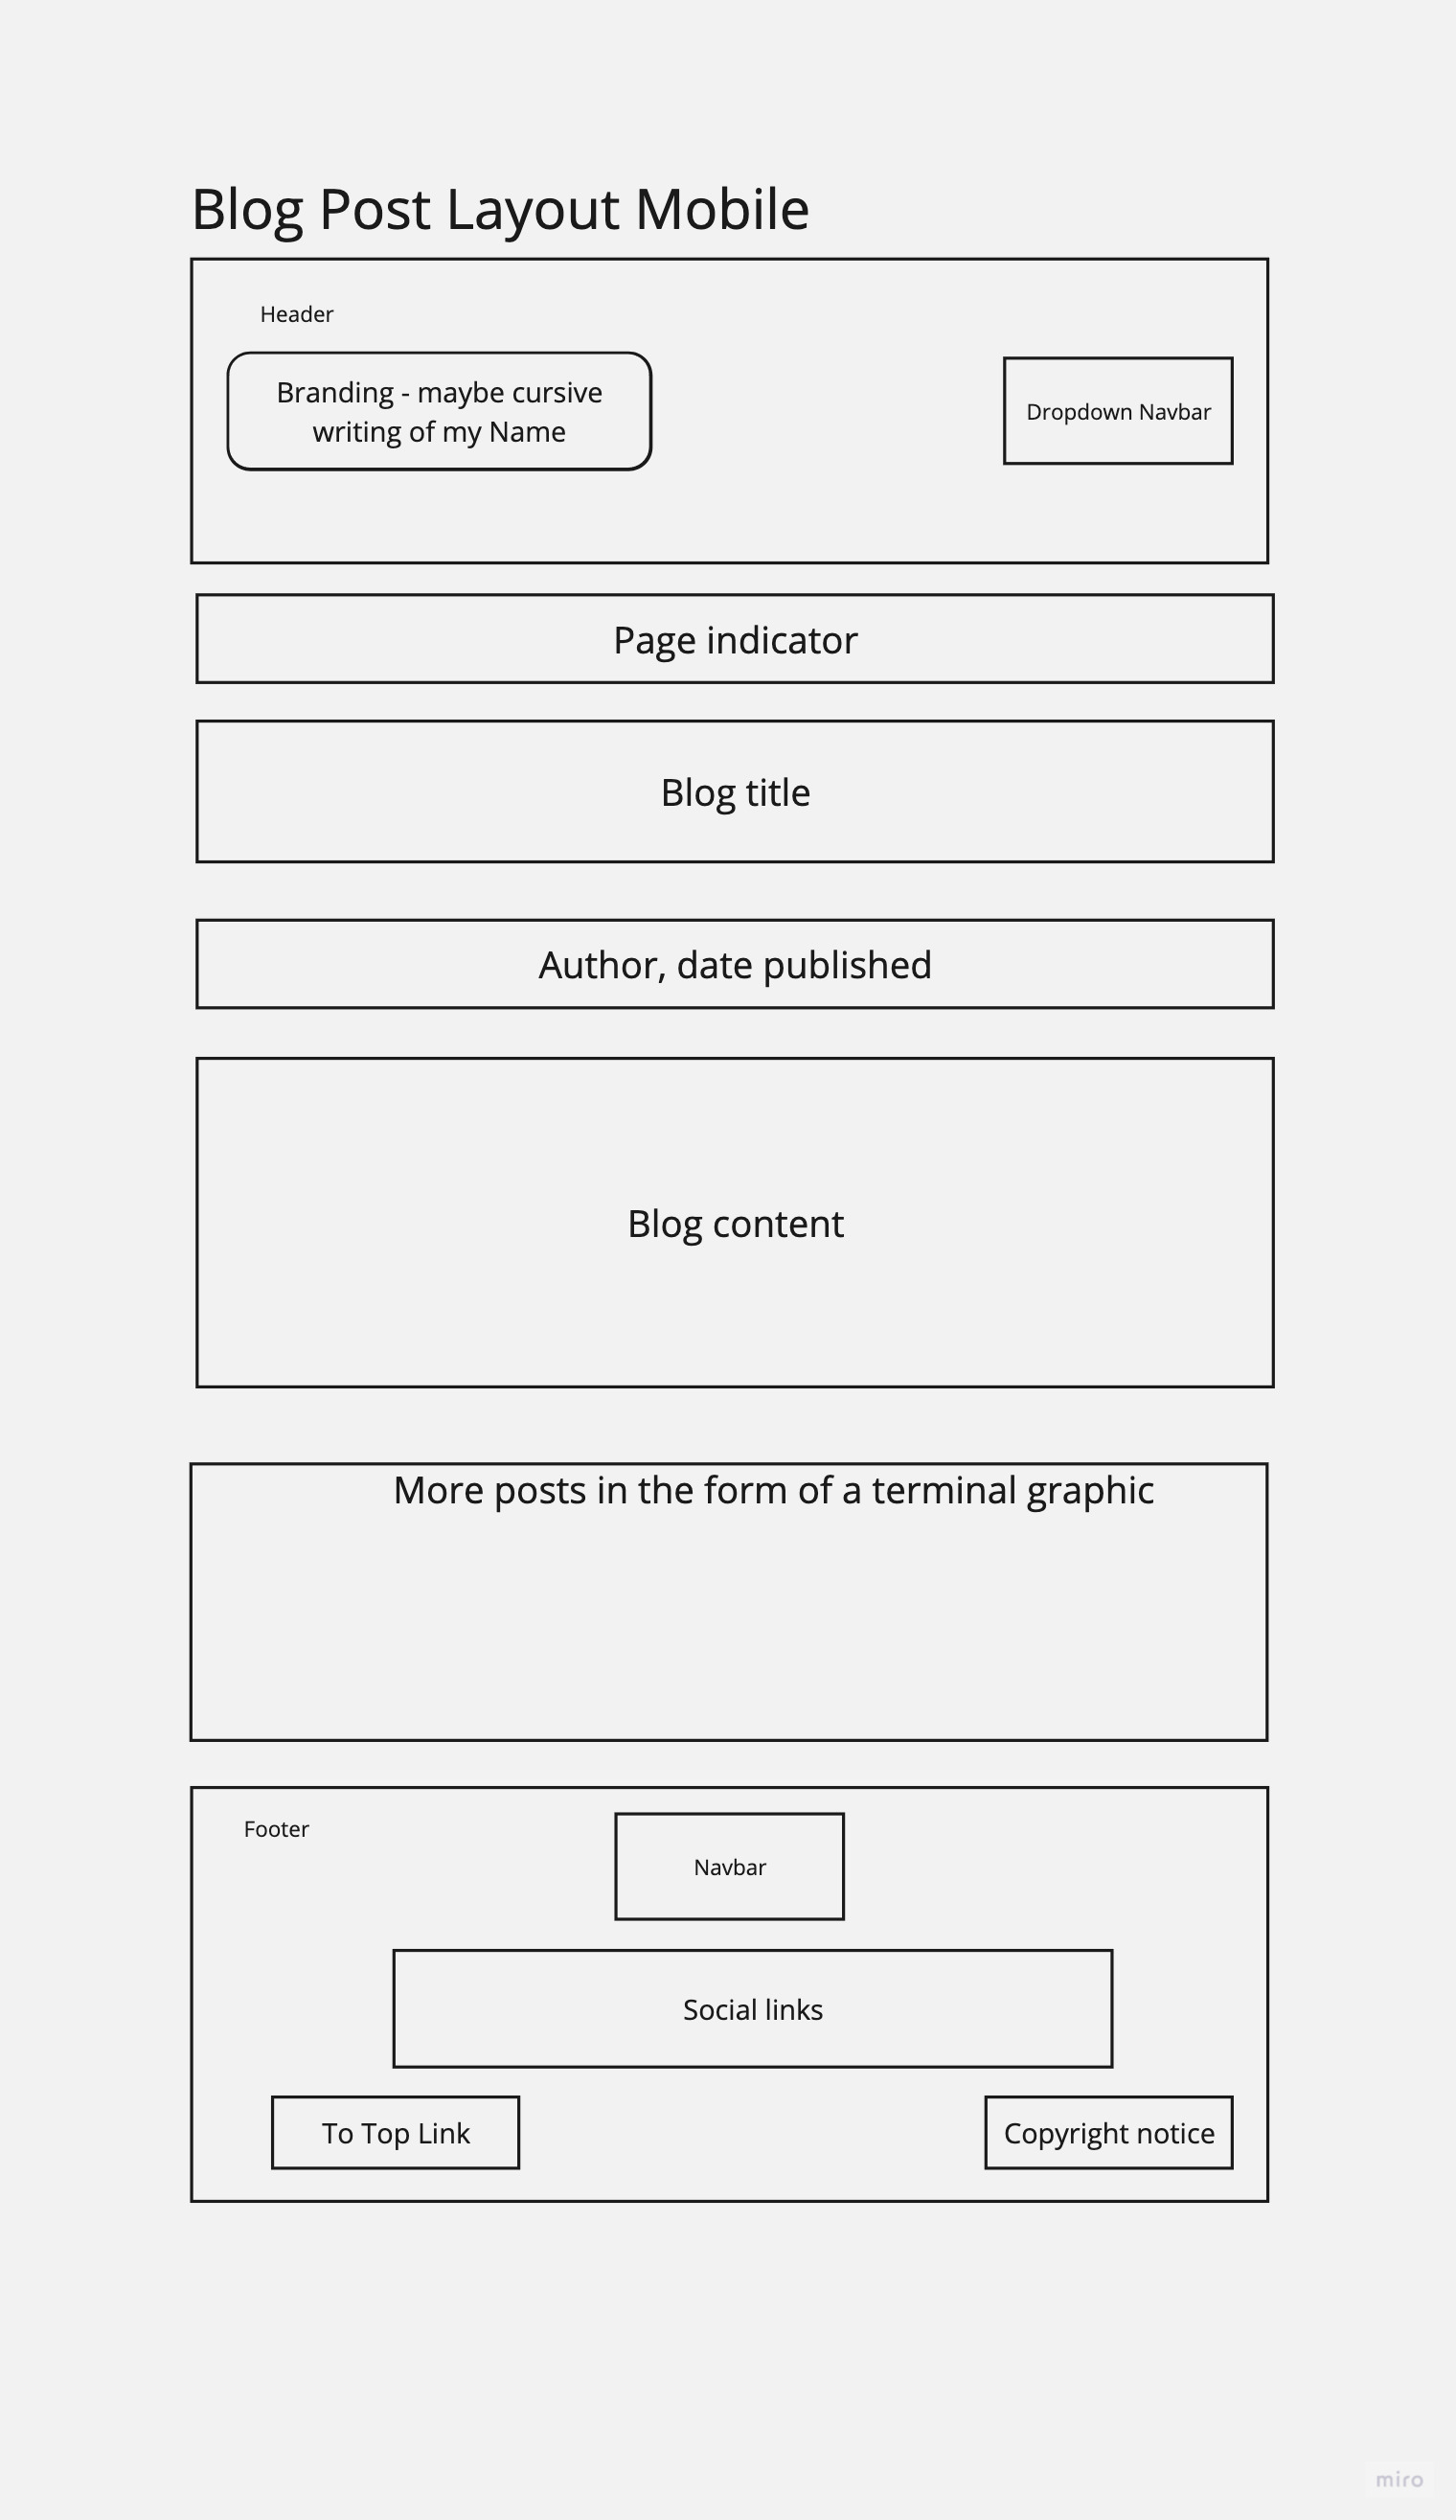 Blog Post Layout Mobile
Header
Branding - maybe cursive
writing of my Name
Dropdown Navbar
Page indicator
Blog title
Author, date published
Blog content
More posts in the form of a terminal graphic
Footer
Navbar
Social links
To Top Link
Copyright notice
miro